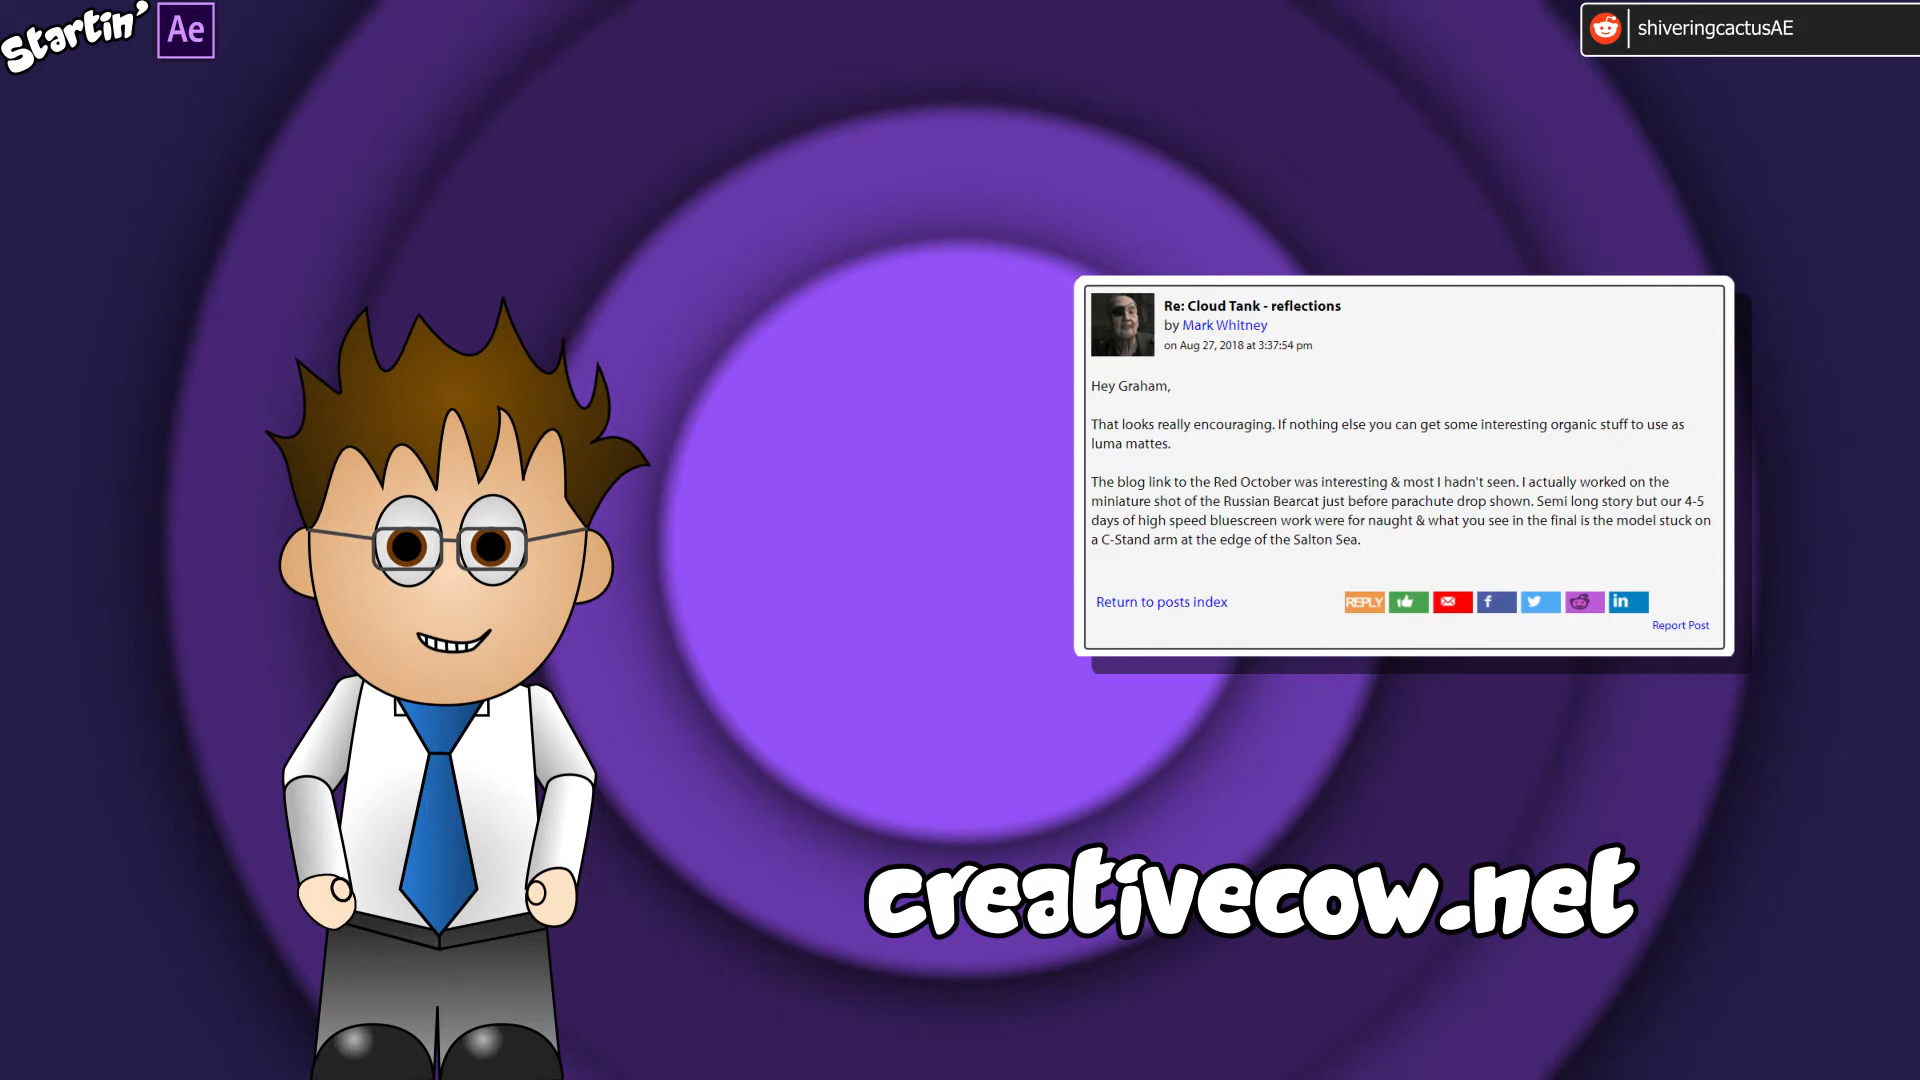 Startin'
Ae
shiveringcactusAE
Re: Cloud Tank - reflections
by Mark Whitney
on Aug 27, 2018 at 3:37:54 pm
Hey Graham,
That looks really encouraging. If nothing else you can get some interesting organic stuff to use as
luma mattes.
The blog link to the Red October was interesting & most I hadn't seen. I actually worked on the
miniature shot of the Russian Bearcat just before parachute drop shown. Semi long story but our 4-5
days of high speed bluescreen work were for naught & what you see in the final is the model stuck on
a C-Stand arm at the edge of the Salton Sea.
Return to posts index
REPLY
f
in
Report Post
creativecow.net